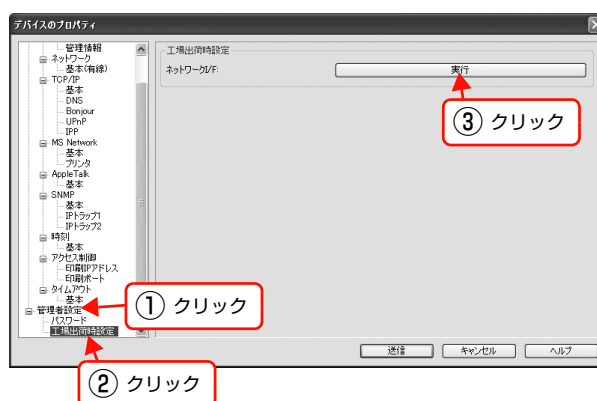 デバイスのプロパティ
管理情報
ネットワーク
基本(有線)
TCP/IP
基本
DNS
Bonjour
UPnP
IPP
MS Network
基本
プリンタ
AppleTalk
基本
SNMP
基本
IPトラップ1
IPトラップ2
時刻
基本
アクセス制御
印刷IPアドレス
印刷ポート
タイムアウト
基本
管理者設定
パスワード
工場出荷時設定
工場出荷時設定
ネットワークI/F:
実行
③ クリック
① クリック
② クリック
送信
キャンセル
ヘルプ